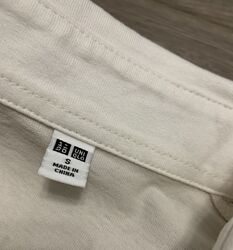 ユニ UNI
クロ QLO
S
MADE IN
CHINA